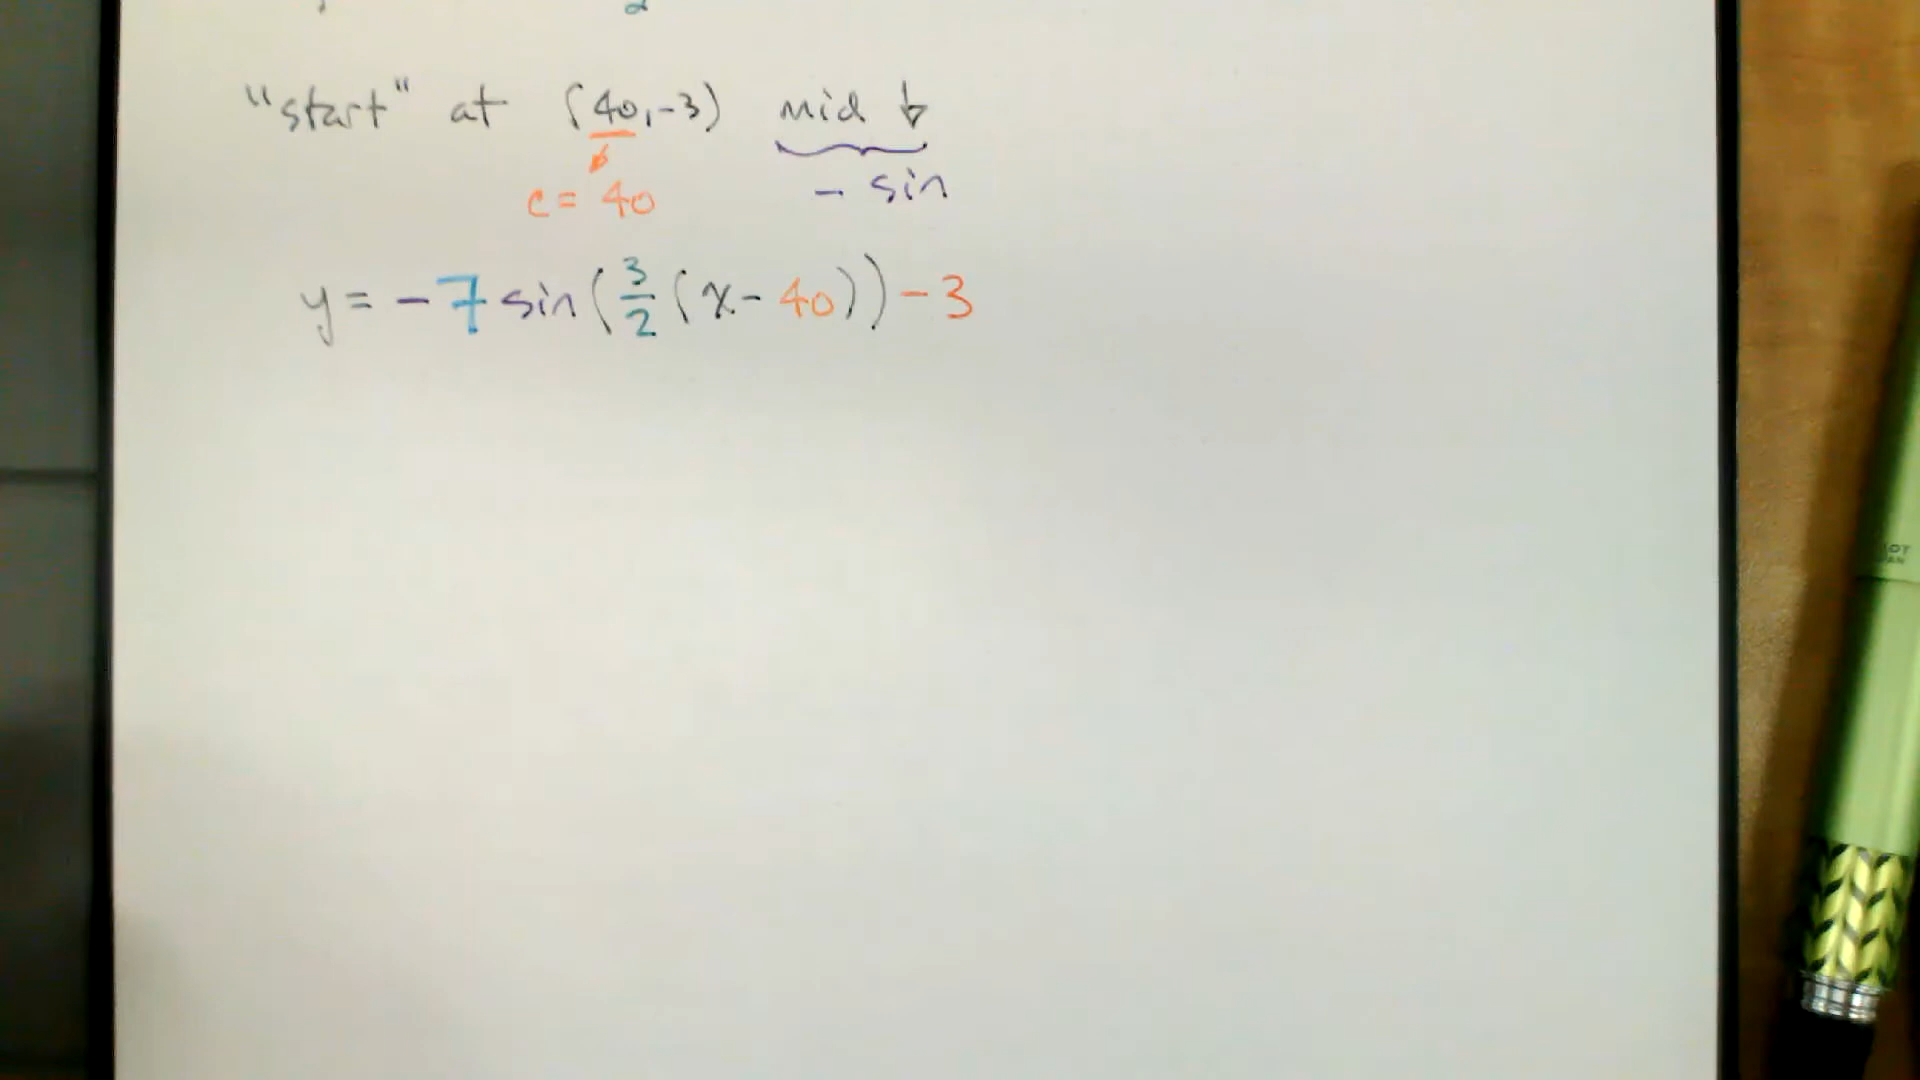 "start" at (40,-3) mid ↓
c = 40 - sin
y = -7 sin(3/2(x-40))-3